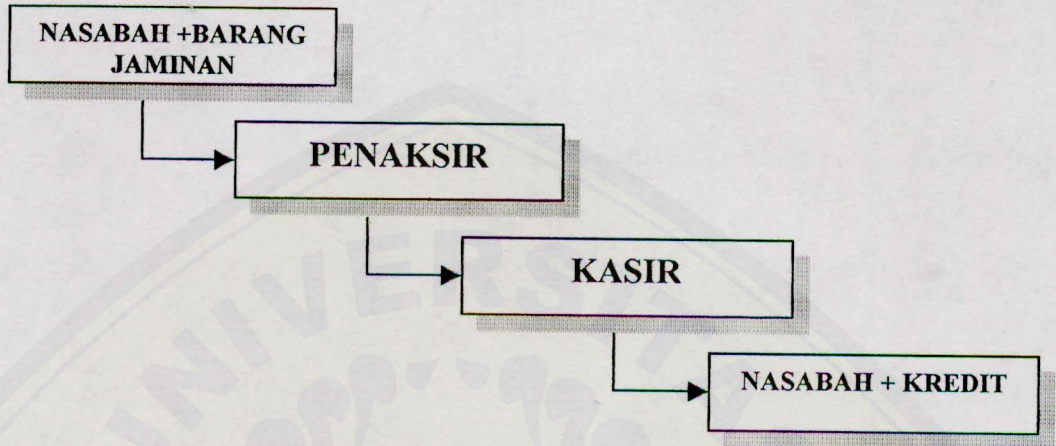 NASABAH +BARANG
JAMINAN
PENAKSIR
KASIR
NASABAH + KREDIT